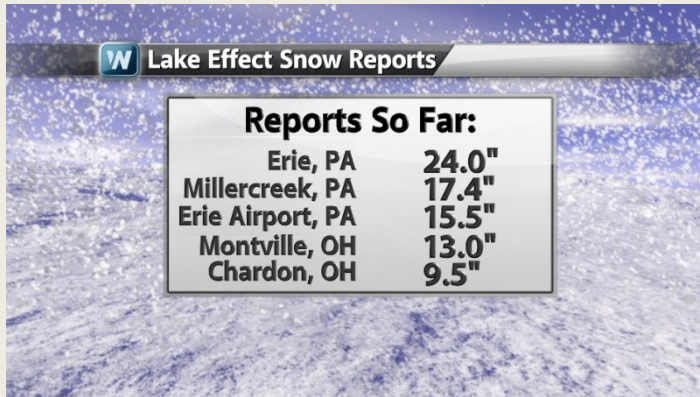 W Lake Effect Snow Reports
Reports So Far:
Erie, PA 24.0"
Millercreek, PA 17.4"
Erie Airport, PA 15.5"
Montville, OH 13.0"
Chardon, OH 9.5"